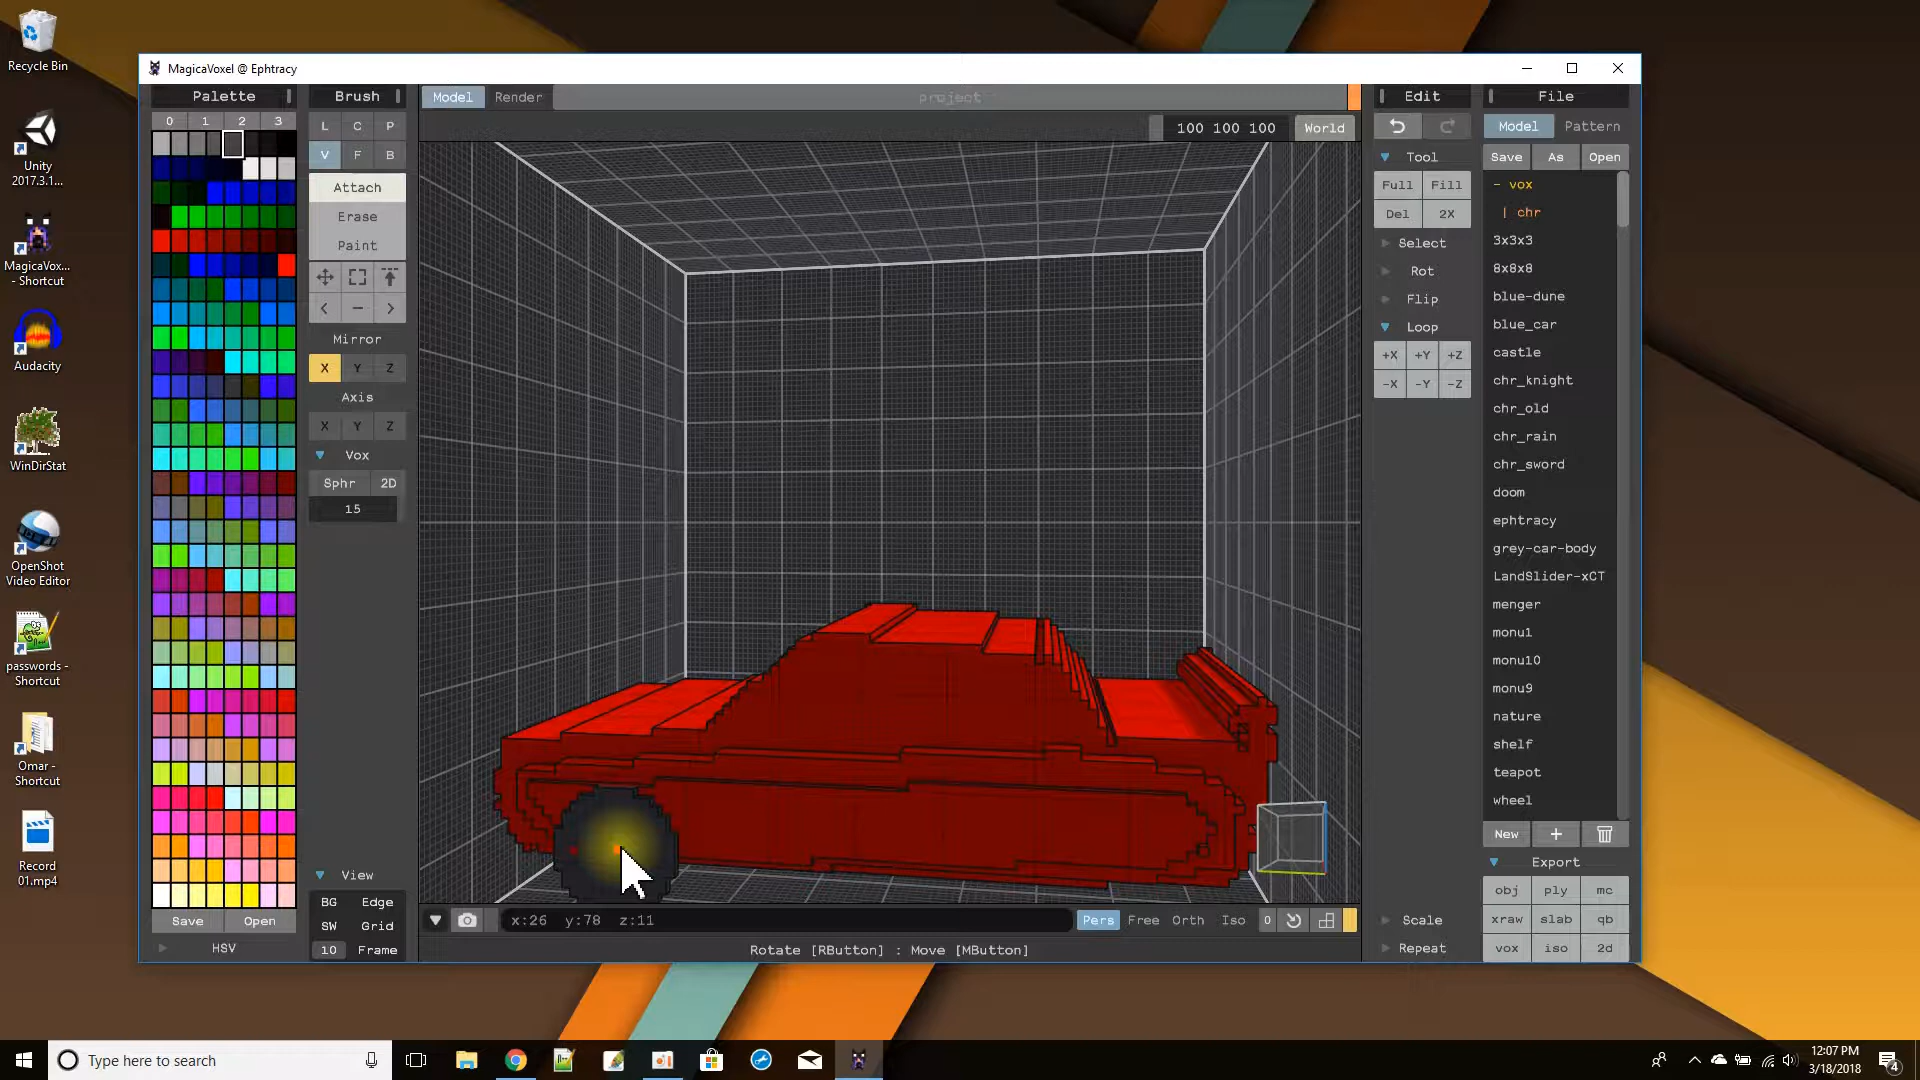 Recycle Bin
Unity
2017.3.1...
MagicaVox...
- Shortcut
Audacity
WinDirStat
OpenShot
Video Editor
passwords -
Shortcut
Omar -
Shortcut
Record
01.mp4
MagicaVoxel @ Ephtracy
Palette
0 1 2 3
Save Open
HSV
Brush
L C P
V F B
Attach
Erase
Paint
< - >
Mirror
X Y Z
Axis
X Y Z
Vox
Sphr 2D
15
View
BG Edge
SW Grid
10 Frame
Model Render project
100 100 100 World
x:26 y:78 z:11
Pers Free Orth Iso 0
Rotate [RButton] : Move [MButton]
Edit
Tool
Full Fill
Del 2X
Select
Rot
Flip
Loop
+X +Y +Z
-X -Y -Z
Scale
Repeat
File
Model Pattern
Save As Open
- vox
| chr
3x3x3
8x8x8
blue-dune
blue_car
castle
chr_knight
chr_old
chr_rain
chr_sword
doom
ephtracy
grey-car-body
LandSlider-xCT
menger
monu1
monu10
monu9
nature
shelf
teapot
wheel
New +
Export
obj ply mc
xraw slab qb
vox iso 2d
Type here to search
12:07 PM
3/18/2018
4